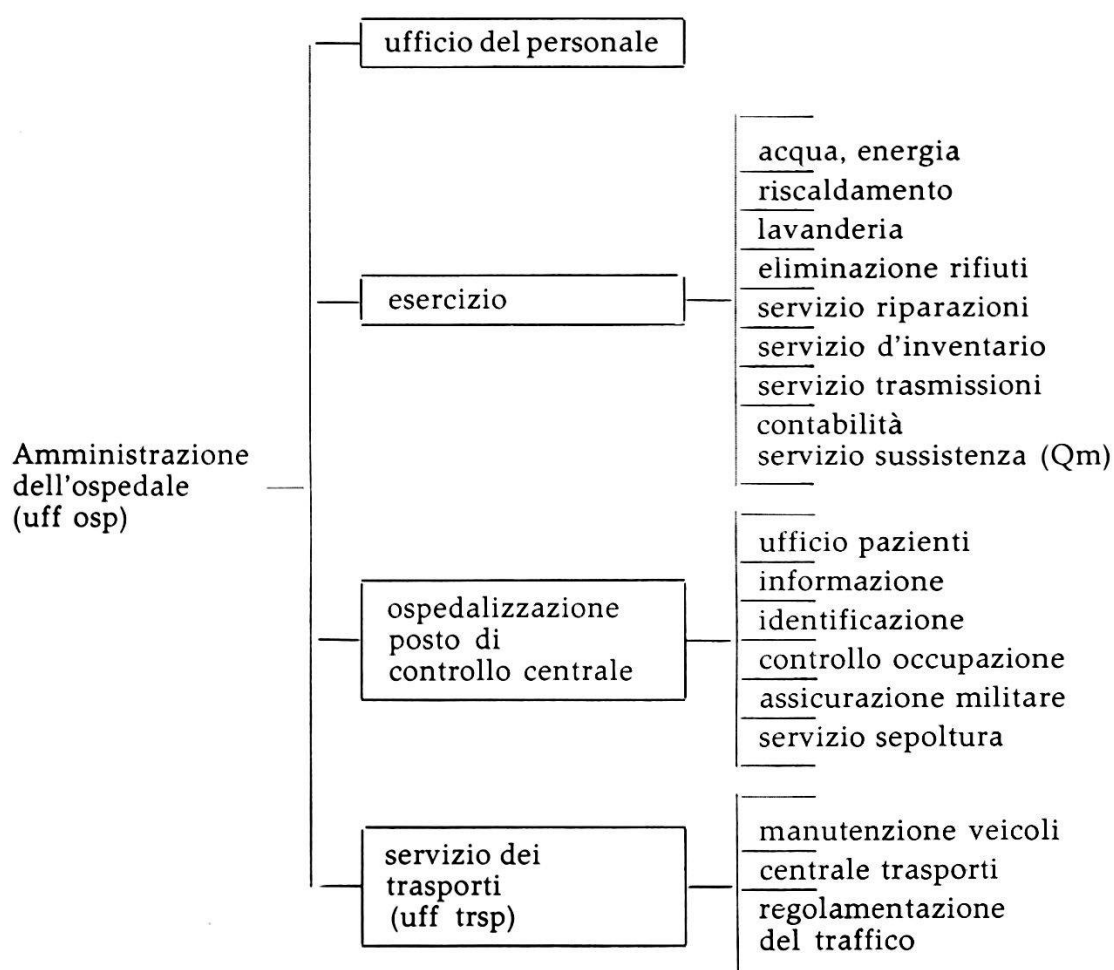 Amministrazione
dell'ospedale
(uff osp)
ufficio del personale
esercizio
acqua, energia
riscaldamento
lavanderia
eliminazione rifiuti
servizio riparazioni
servizio d'inventario
servizio trasmissioni
contabilità
servizio sussistenza (Qm)
ospedalizzazione
posto di
controllo centrale
ufficio pazienti
informazione
identificazione
controllo occupazione
assicurazione militare
servizio sepoltura
servizio dei
trasporti
(uff trsp)
manutenzione veicoli
centrale trasporti
regolamentazione
del traffico